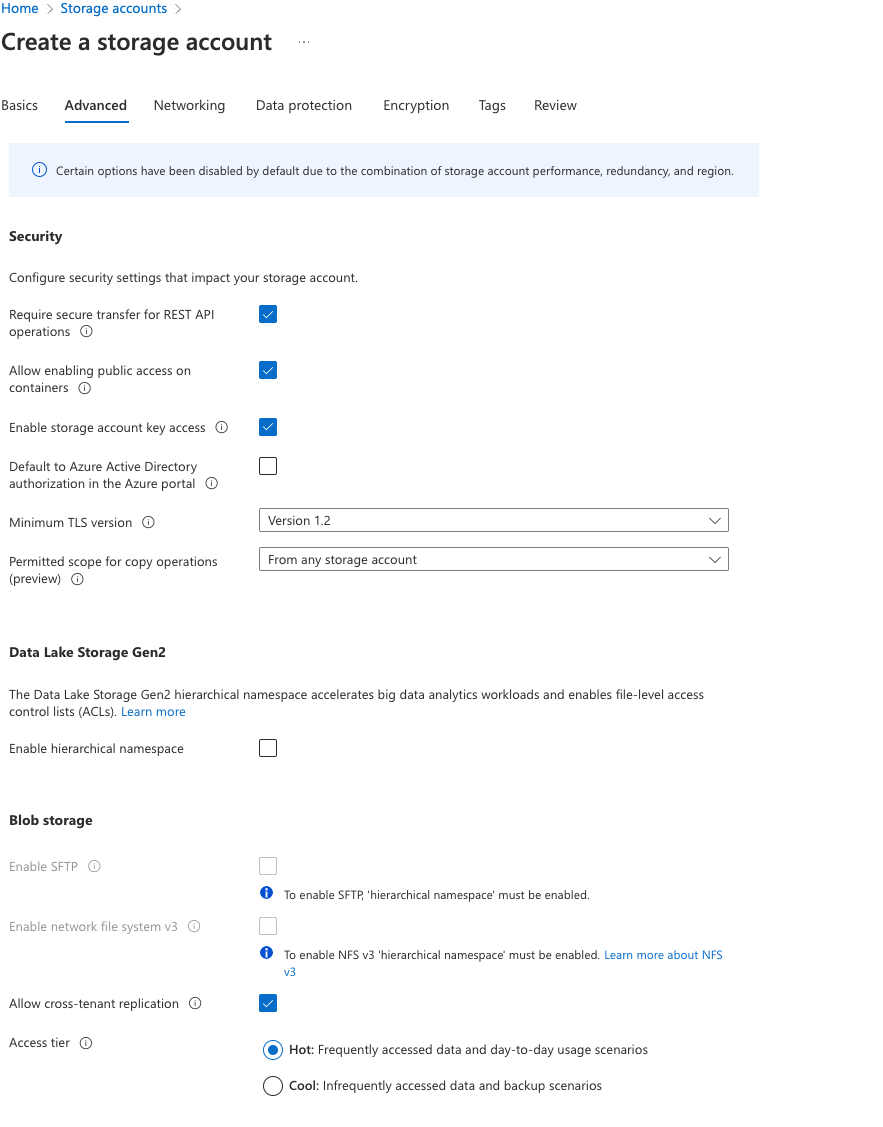 Home > Storage accounts >
Create a storage account ...
Basics Advanced Networking Data protection Encryption Tags Review
Certain options have been disabled by default due to the combination of storage account performance, redundancy, and region.
Security
Configure security settings that impact your storage account.
Require secure transfer for REST API
operations
Allow enabling public access on
containers
Enable storage account key access
Default to Azure Active Directory
authorization in the Azure portal
Minimum TLS version
Version 1.2
Permitted scope for copy operations
(preview)
From any storage account
Data Lake Storage Gen2
The Data Lake Storage Gen2 hierarchical namespace accelerates big data analytics workloads and enables file-level access
control lists (ACLs). Learn more
Enable hierarchical namespace
Blob storage
Enable SFTP
To enable SFTP, 'hierarchical namespace' must be enabled.
Enable network file system v3
To enable NFS v3 'hierarchical namespace' must be enabled. Learn more about NFS
v3
Allow cross-tenant replication
Access tier
Hot: Frequently accessed data and day-to-day usage scenarios
Cool: Infrequently accessed data and backup scenarios